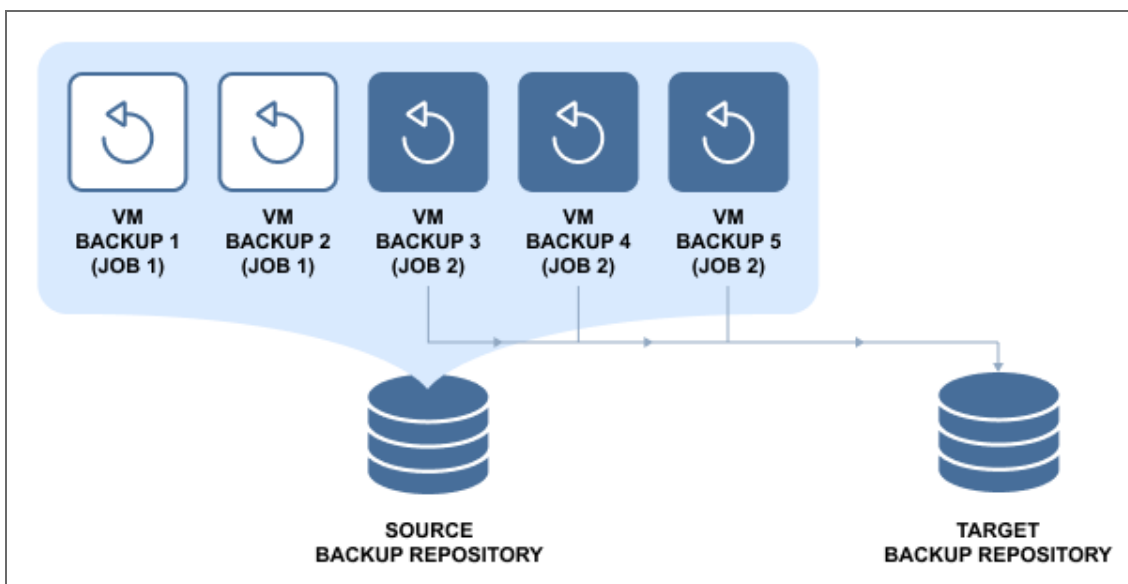 VM
BACKUP 1
(JOB 1)
VM
BACKUP 2
(JOB 1)
VM
BACKUP 3
(JOB 2)
VM
BACKUP 4
(JOB 2)
VM
BACKUP 5
(JOB 2)
SOURCE
BACKUP REPOSITORY
TARGET
BACKUP REPOSITORY